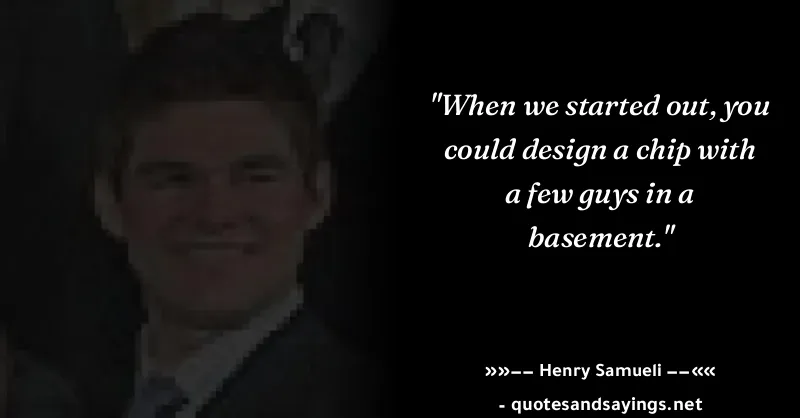 "When we started out, you
could design a chip with
a few guys in a
basement."
»»−− Henry Samueli −−««
- quotesandsayings.net